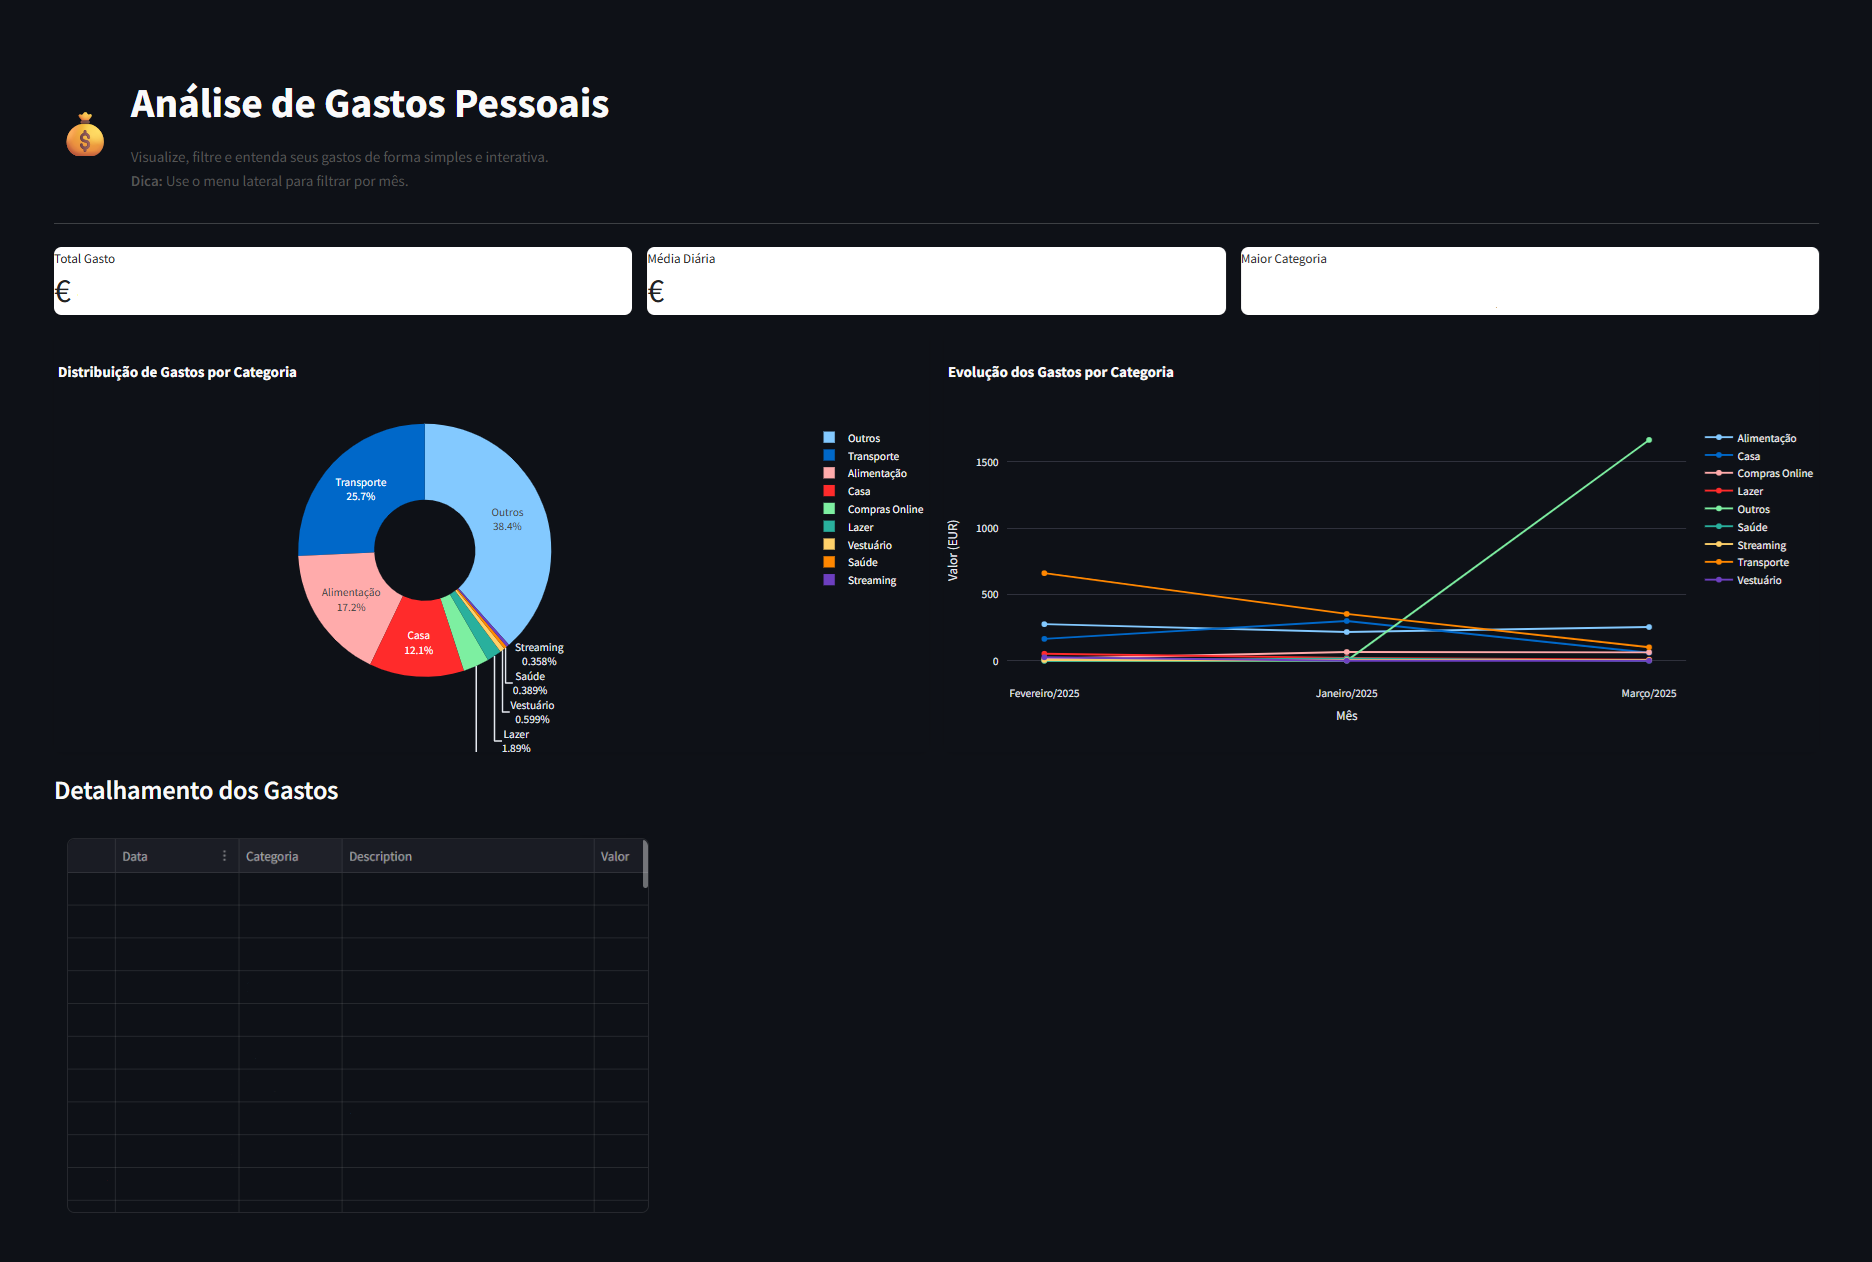 Análise de Gastos Pessoais
$
Visualize, filtre e entenda seus gastos de forma simples e interativa.
Dica: Use o menu lateral para filtrar por mês.
Total Gasto
€
Média Diária
€
Maior Categoria
Distribuição de Gastos por Categoria
Transporte
25.7%
Outros
38.4%
Alimentação
17.2%
Casa
12.1%
Streaming
0.358%
Saúde
0.389%
Vestuário
0.599%
Lazer
1.89%
Outros
Transporte
Alimentação
Casa
Compras Online
Lazer
Vestuário
Saúde
Streaming
Evolução dos Gastos por Categoria
Valor (EUR)
1500
1000
500
0
Fevereiro/2025
Janeiro/2025
Março/2025
Mês
Alimentação
Casa
Compras Online
Lazer
Outros
Saúde
Streaming
Transporte
Vestuário
Detalhamento dos Gastos
Data Categoria Description Valor